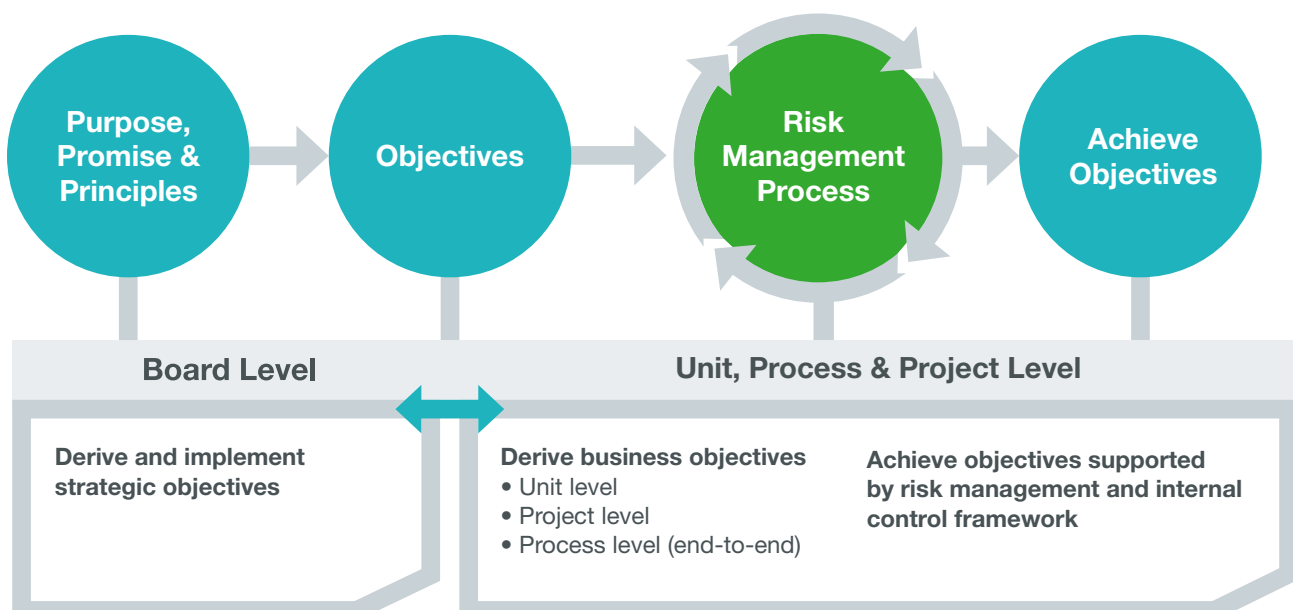 Purpose,
Promise &
Principles
Objectives
Risk
Management
Process
Achieve
Objectives
Board Level
Unit, Process & Project Level
Derive and implement
strategic objectives
Derive business objectives
• Unit level
• Project level
• Process level (end-to-end)
Achieve objectives supported
by risk management and internal
control framework